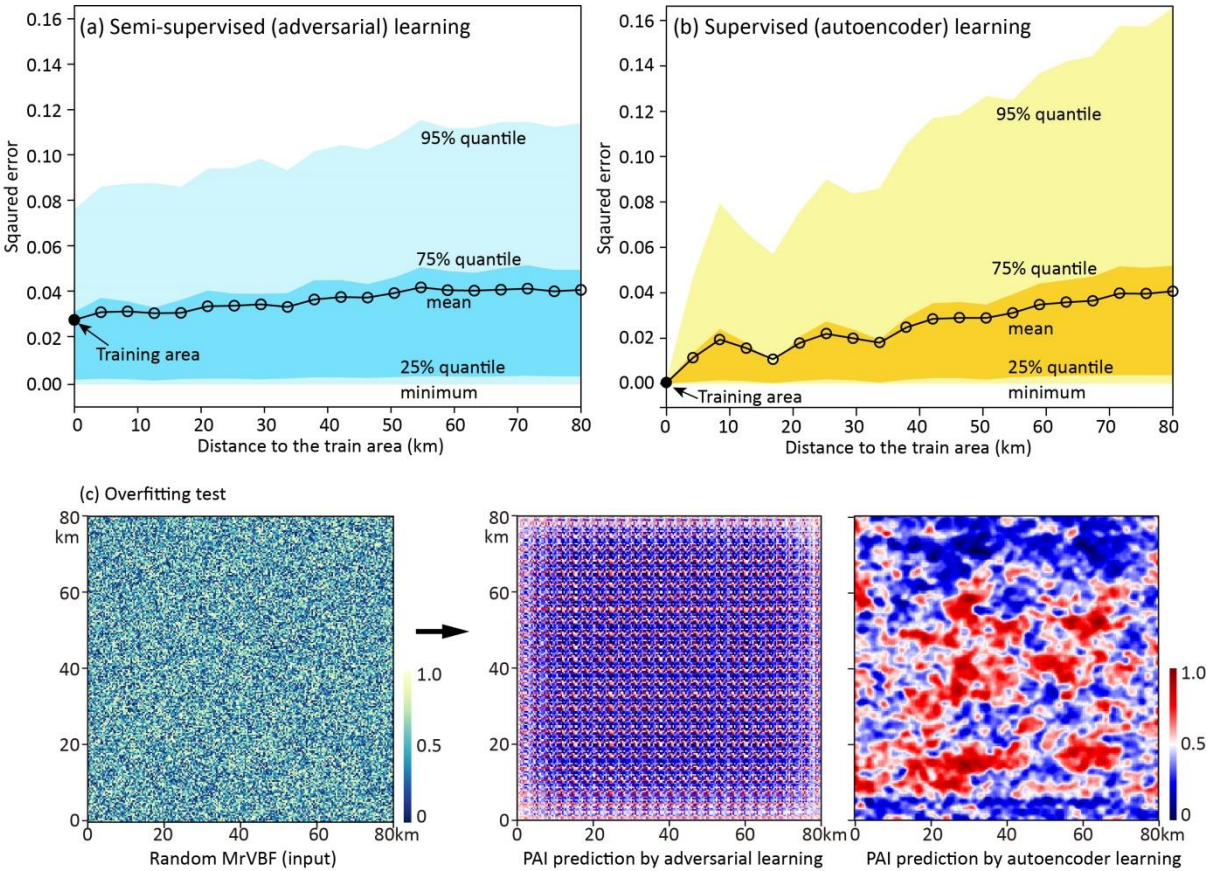 (a) Semi-supervised (adversarial) learning
0.16
0.14
0.12
0.10
0.08
0.06
0.04
0.02
0.00
Sqaured error
95% quantile
75% quantile
mean
Training area
25% quantile
minimum
0 10 20 30 40 50 60 70 80
Distance to the train area (km)
(b) Supervised (autoencoder) learning
0.16
0.14
0.12
0.10
0.08
0.06
0.04
0.02
0.00
Sqaured error
95% quantile
75% quantile
mean
25% quantile
Training area
minimum
0 10 20 30 40 50 60 70 80
Distance to the train area (km)
(c) Overfitting test
80
km
60
40
20
0
0 20 40 60 80km
Random MrVBF (input)
1.0
0.5
0
80
km
60
40
20
0
0 20 40 60 80km
PAI prediction by adversarial learning
0 20 40 60 80km
PAI prediction by autoencoder learning
1.0
0.5
0